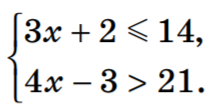 3x + 2 ⩽ 14,
4x − 3 > 21.